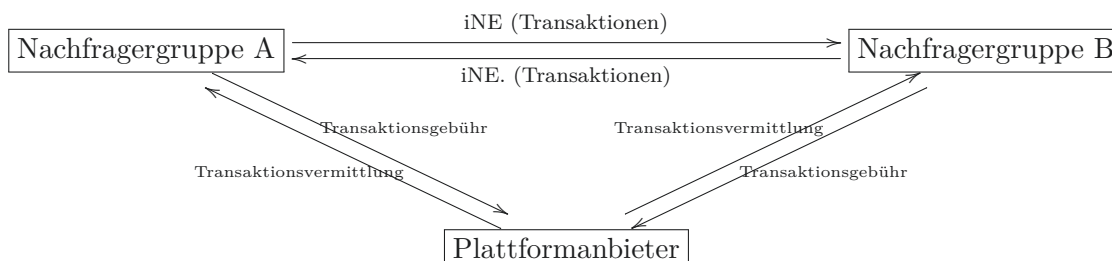 iNE (Transaktionen)
Nachfragergruppe A
Nachfragergruppe B
iNE. (Transaktionen)
Transaktionsgebühr
Transaktionsvermittlung
Transaktionsvermittlung
Transaktionsgebühr
Plattformanbieter